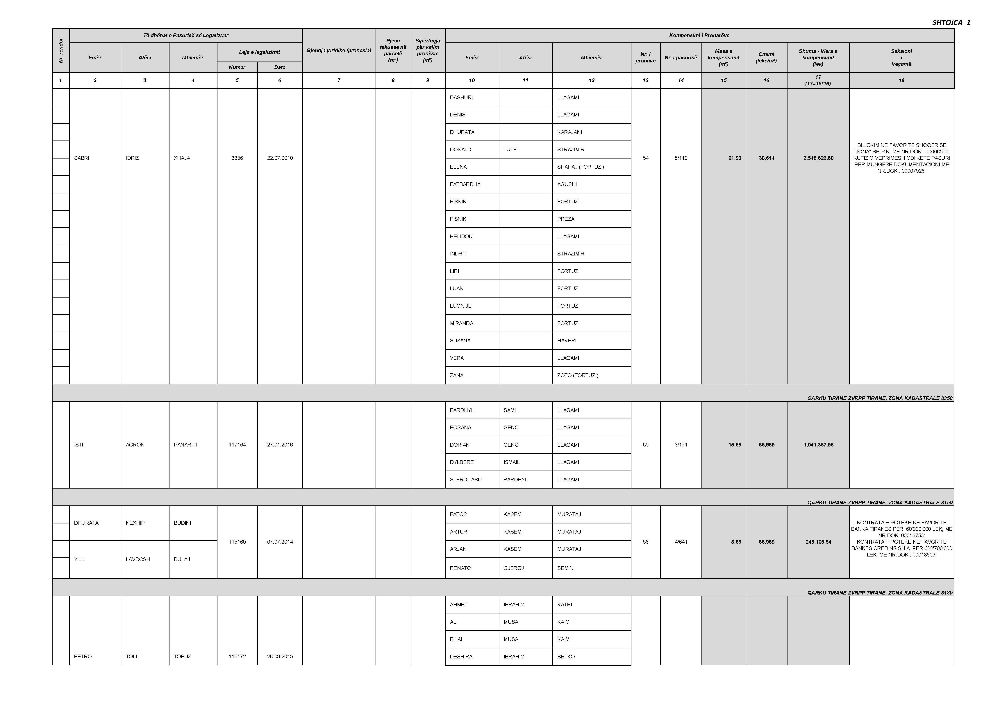 SHTOJCA 1
Nr. rendor
Të dhënat e Pasurisë së Legalizuar
Gjendja juridike (pronesia)
Pjesa
takuese në
parcelë
(m²)
Sipërfaqja
për kalim
pronësie
(m²)
Kompensimi i Pronarëve
Emër
Atësi
Mbiemër
Leja e legalizimit
Numer
Date
Emër
Atësi
Mbiemër
Nr. i
pronave
Nr. i pasurisë
Masa e
kompensimit
(m²)
Çmimi
(leke/m²)
Shuma - Vlera e
kompensimit
(lek)
Seksioni
i
Veçantë
1 2 3 4 5 6 7 8 9 10 11 12 13 14 15 16 17 18
(17=15*16)
DASHURI LLAGAMI
DENIS LLAGAMI
DHURATA KARAJANI
DONALD LUTFI STRAZIMIRI
SABRI IDRIZ XHAJA 3336 22.07.2010
54 5/119 91.90 38,614 3,548,626.60
BLLOKIM NE FAVOR TE SHOQERISE
"JONA" SH.P.K. ME NR.DOK.: 00006550;
KUFIZIM VEPRIMESH MBI KETE PASURI
PER MUNGESE DOKUMENTACIONI ME
NR.DOK.: 00007926.
ELENA SHAHAJ (FORTUZI)
FATBARDHA AGUSHI
FISNIK FORTUZI
FISNIK PREZA
HELIDON LLAGAMI
INDRIT STRAZIMIRI
LIRI FORTUZI
LUAN FORTUZI
LUMNIJE FORTUZI
MIRANDA FORTUZI
SUZANA HAVERI
VERA LLAGAMI
ZANA ZOTO (FORTUZI)
QARKU TIRANE ZVRPP TIRANE, ZONA KADASTRALE 8350
BARDHYL SAMI LLAGAMI
BOSANA GENC LLAGAMI
ISTI AGRON PANARITI 117164 27.01.2016 DORIAN GENC LLAGAMI 55 3/171 15.55 66,969 1,041,367.95
DYLBERE ISMAIL LLAGAMI
SLERDILASD BARDHYL LLAGAMI
QARKU TIRANE ZVRPP TIRANE, ZONA KADASTRALE 8150
FATOS KASEM MURATAJ
DHURATA NEXHIP BUDINI
ARTUR KASEM MURATAJ
115160 07.07.2014
56 4/641 3.66 66,969 245,106.54
KONTRATA HIPOTEKE NE FAVOR TE
BANKA TIRANES PER 60'000'000 LEK, ME
NR.DOK: 00016753;
KONTRATA HIPOTEKE NE FAVOR TE
BANKES CREDINS SH.A. PER 622'700'000
LEK, ME NR.DOK.: 00018603;
ARJAN KASEM MURATAJ
YLLI LAVDOSH DULAJ
RENATO GJERGJ SEMINI
QARKU TIRANE ZVRPP TIRANE, ZONA KADASTRALE 8130
AHMET IBRAHIM VATHI
ALI MUSA KAIMI
BILAL MUSA KAIMI
PETRO TOLI TOPUZI 116172 28.09.2015 DESHIRA IBRAHIM BETKO